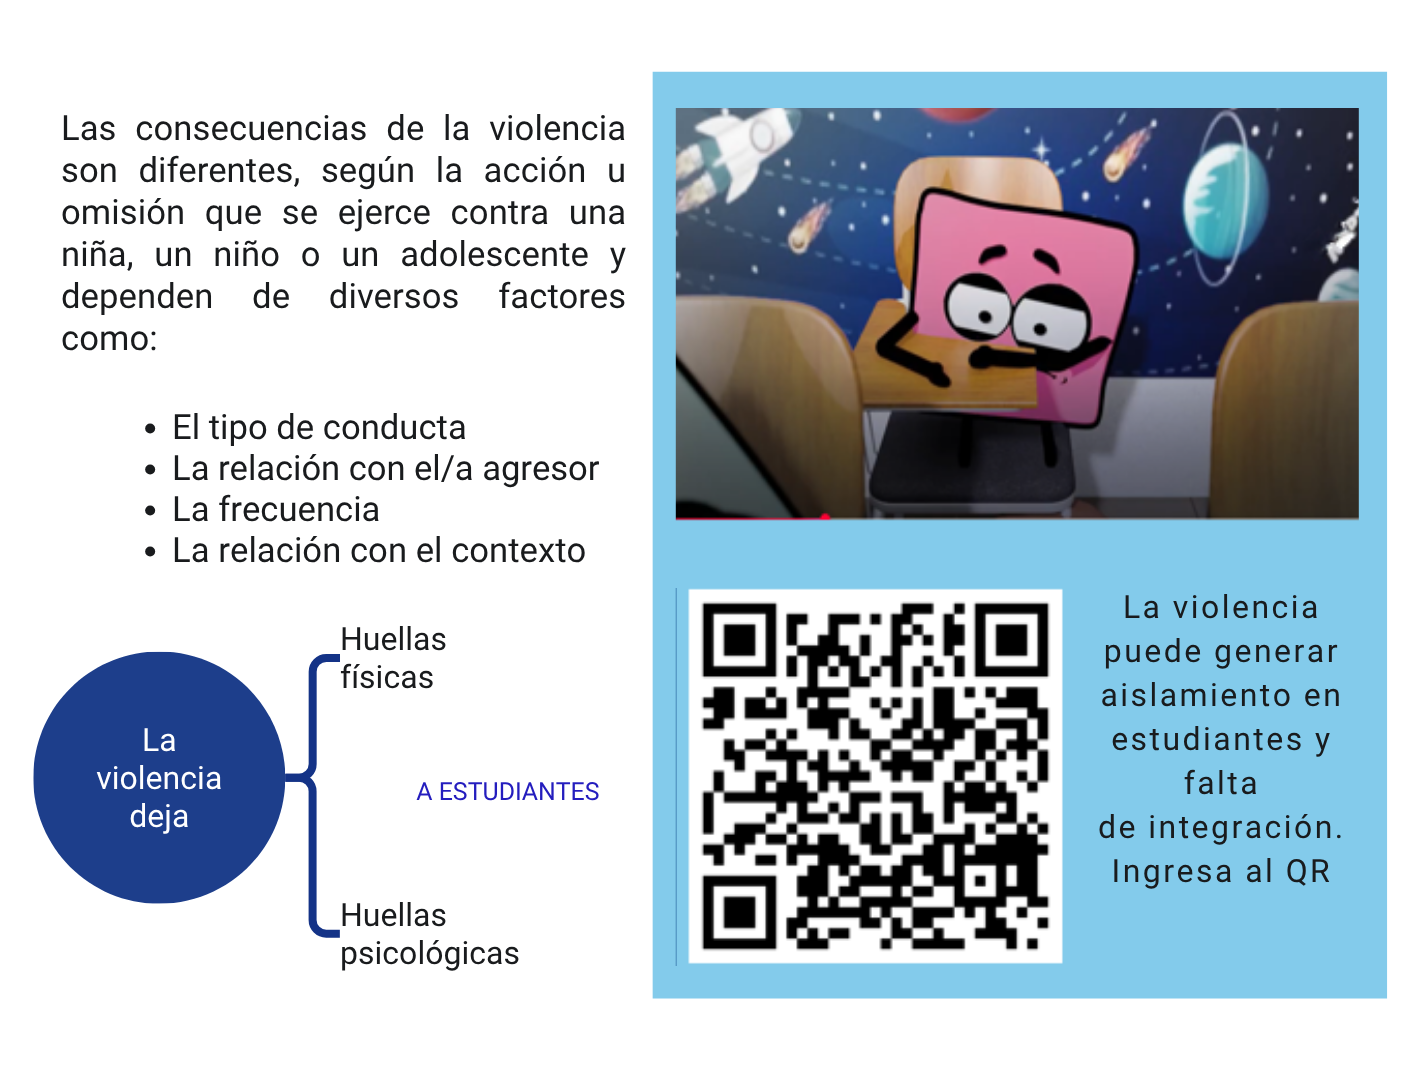 Las consecuencias de la violencia
son diferentes, según la acción u
omisión que se ejerce contra una
niña, un niño o un adolescente y
dependen de diversos factores
como:
• El tipo de conducta
• La relación con el/a agresor
• La frecuencia
• La relación con el contexto
La
violencia
deja
Huellas
físicas
A ESTUDIANTES
Huellas
psicológicas
La violencia
puede generar
aislamiento en
estudiantes y
falta
de integración.
Ingresa al QR